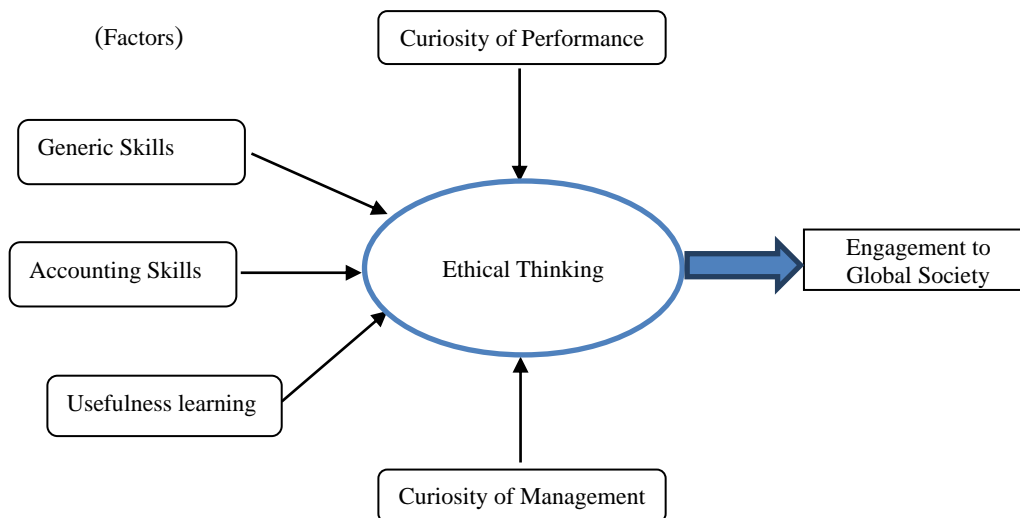 (Factors)
Curiosity of Performance
Generic Skills
Accounting Skills
Ethical Thinking
Engagement to
Global Society
Usefulness learning
Curiosity of Management